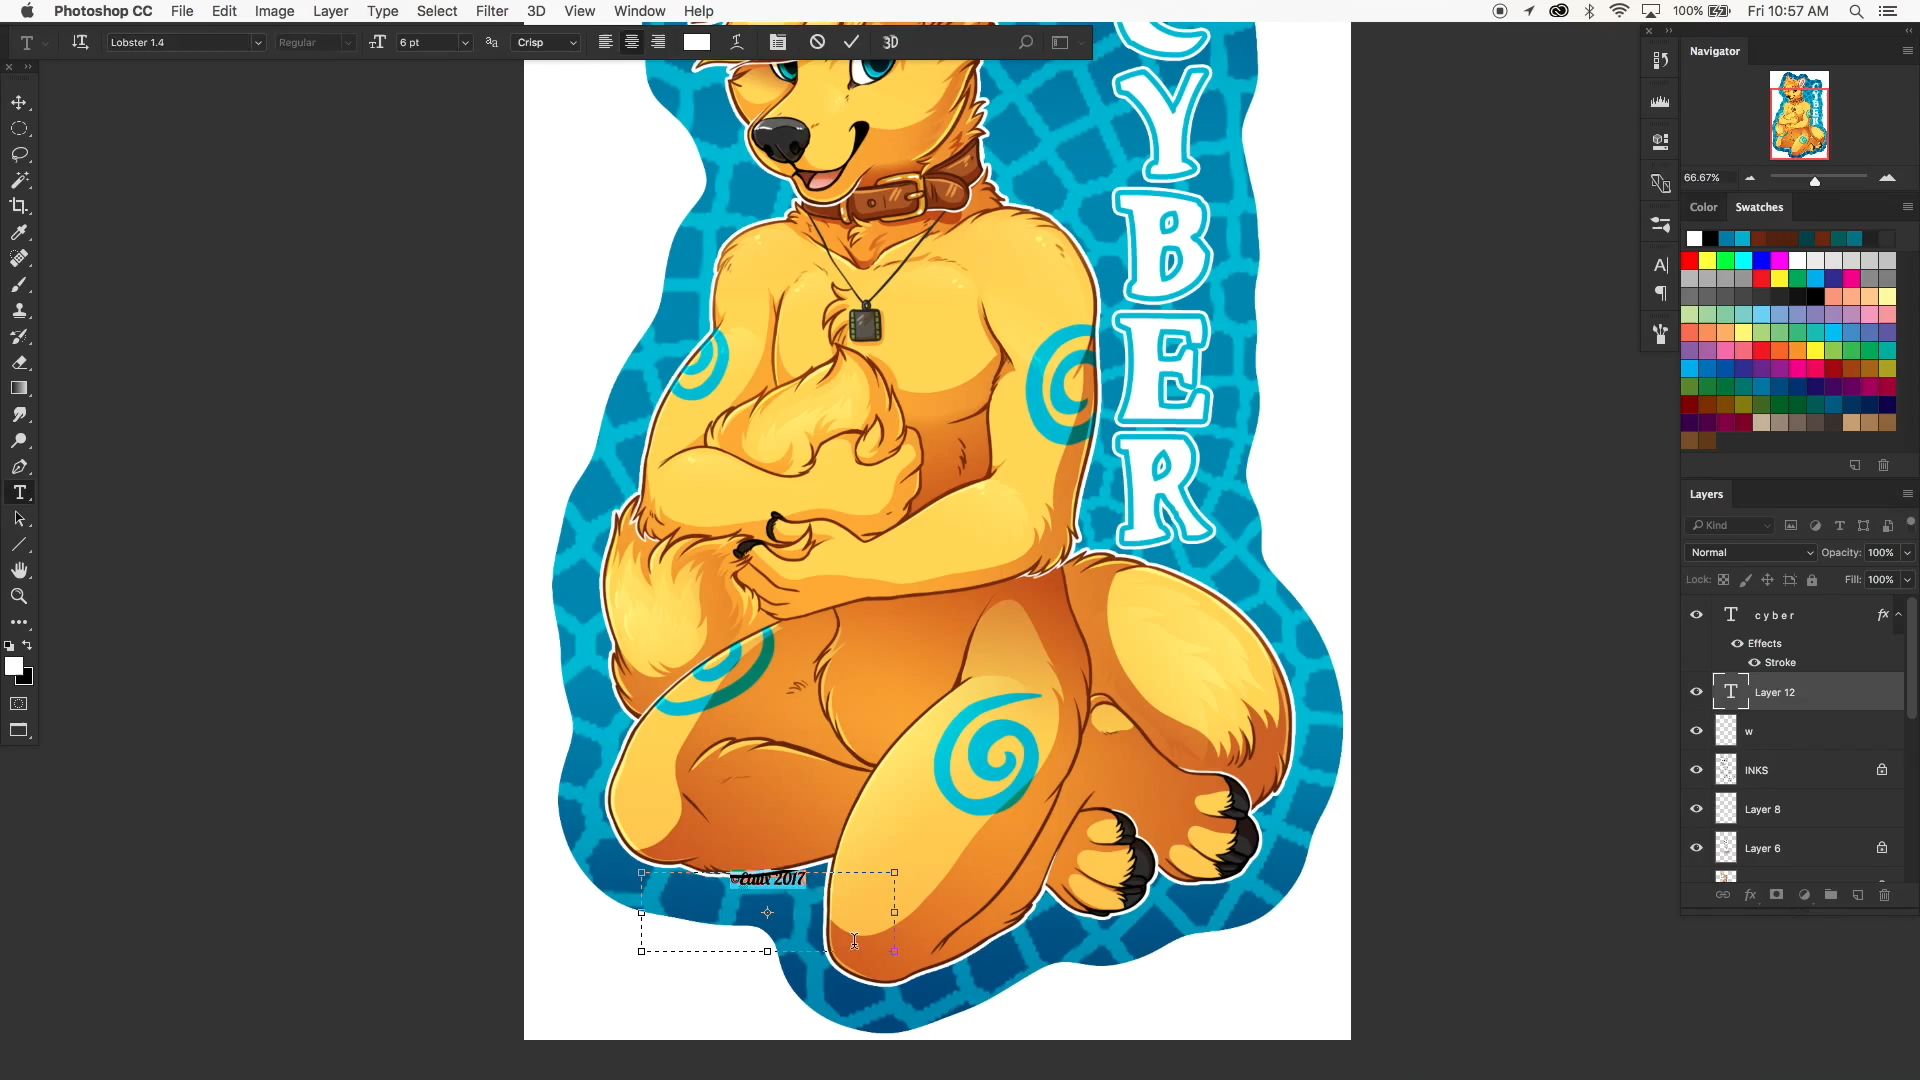 Photoshop CC File Edit Image Layer Type Select Filter 3D View Window Help 100% Fri 10:57 AM
T Lobster 1.4 Regular 6 pt Crisp 3D
Navigator
66.67%
Color Swatches
C
Y
B
E
R
Layers
Kind
Normal Opacity: 100%
Lock: Fill: 100%
T c y b e r fx
Effects
Stroke
T Layer 12
w
INKS
Layer 8
Layer 6
2017